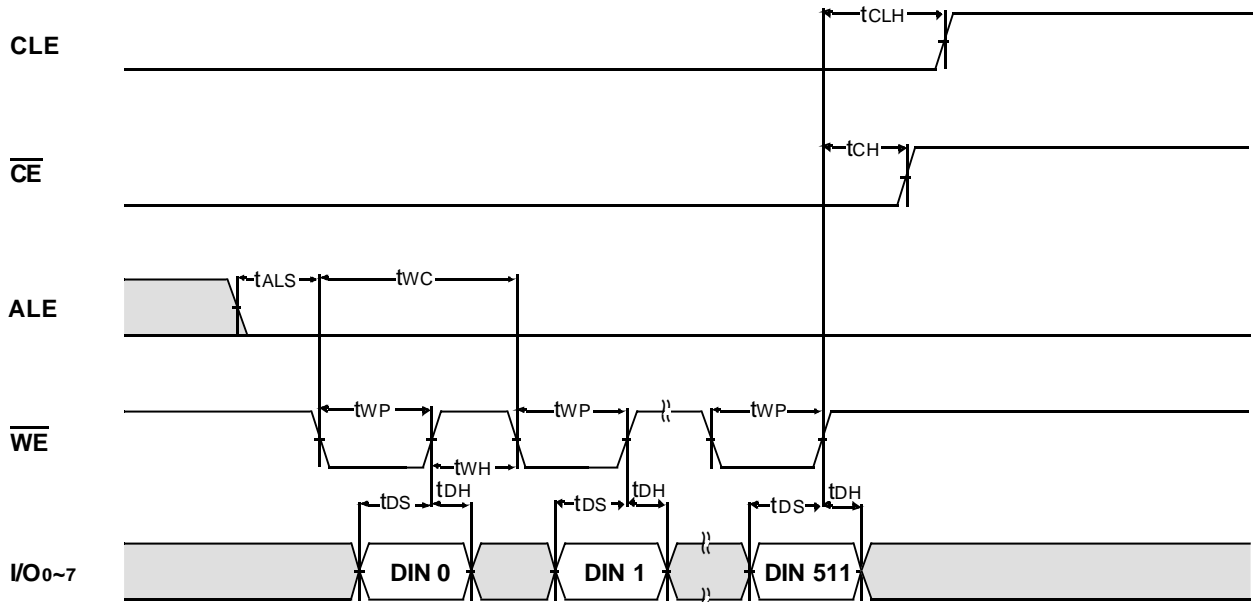 tCLH
CLE
tCH
CE
tALS
tWC
ALE
tWP
tWP
tWP
WE
tWH
tDS
tDH
tDS
tDH
tDS
tDH
I/O0~7
DIN 0
DIN 1
DIN 511